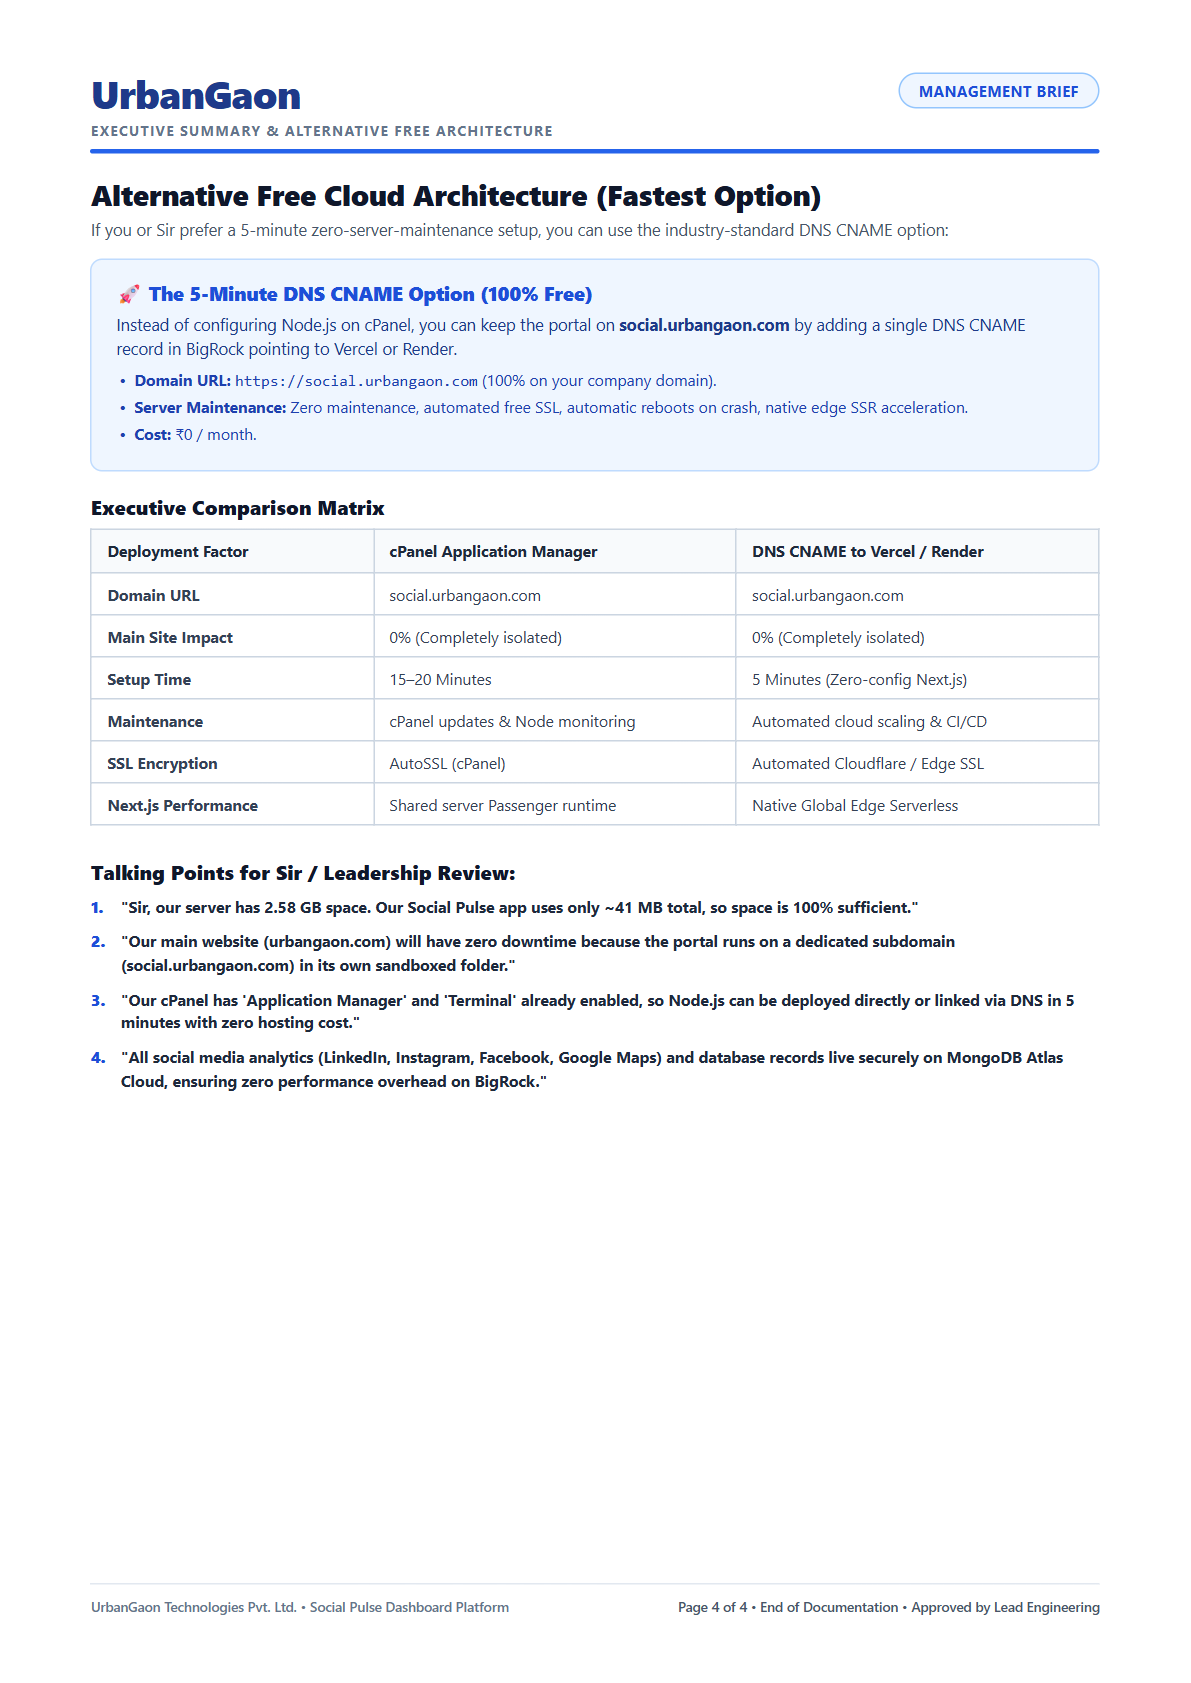 UrbanGaon
MANAGEMENT BRIEF
EXECUTIVE SUMMARY & ALTERNATIVE FREE ARCHITECTURE
Alternative Free Cloud Architecture (Fastest Option)
If you or Sir prefer a 5-minute zero-server-maintenance setup, you can use the industry-standard DNS CNAME option:
🚀 The 5-Minute DNS CNAME Option (100% Free)
Instead of configuring Node.js on cPanel, you can keep the portal on social.urbangaon.com by adding a single DNS CNAME
record in BigRock pointing to Vercel or Render.
• Domain URL: https://social.urbangaon.com (100% on your company domain).
• Server Maintenance: Zero maintenance, automated free SSL, automatic reboots on crash, native edge SSR acceleration.
• Cost: ₹0 / month.
Executive Comparison Matrix
Deployment Factor cPanel Application Manager DNS CNAME to Vercel / Render
Domain URL social.urbangaon.com social.urbangaon.com
Main Site Impact 0% (Completely isolated) 0% (Completely isolated)
Setup Time 15–20 Minutes 5 Minutes (Zero-config Next.js)
Maintenance cPanel updates & Node monitoring Automated cloud scaling & CI/CD
SSL Encryption AutoSSL (cPanel) Automated Cloudflare / Edge SSL
Next.js Performance Shared server Passenger runtime Native Global Edge Serverless
Talking Points for Sir / Leadership Review:
1. "Sir, our server has 2.58 GB space. Our Social Pulse app uses only ~41 MB total, so space is 100% sufficient."
2. "Our main website (urbangaon.com) will have zero downtime because the portal runs on a dedicated subdomain
(social.urbangaon.com) in its own sandboxed folder."
3. "Our cPanel has 'Application Manager' and 'Terminal' already enabled, so Node.js can be deployed directly or linked via DNS in 5
minutes with zero hosting cost."
4. "All social media analytics (LinkedIn, Instagram, Facebook, Google Maps) and database records live securely on MongoDB Atlas
Cloud, ensuring zero performance overhead on BigRock."
UrbanGaon Technologies Pvt. Ltd. • Social Pulse Dashboard Platform
Page 4 of 4 • End of Documentation • Approved by Lead Engineering